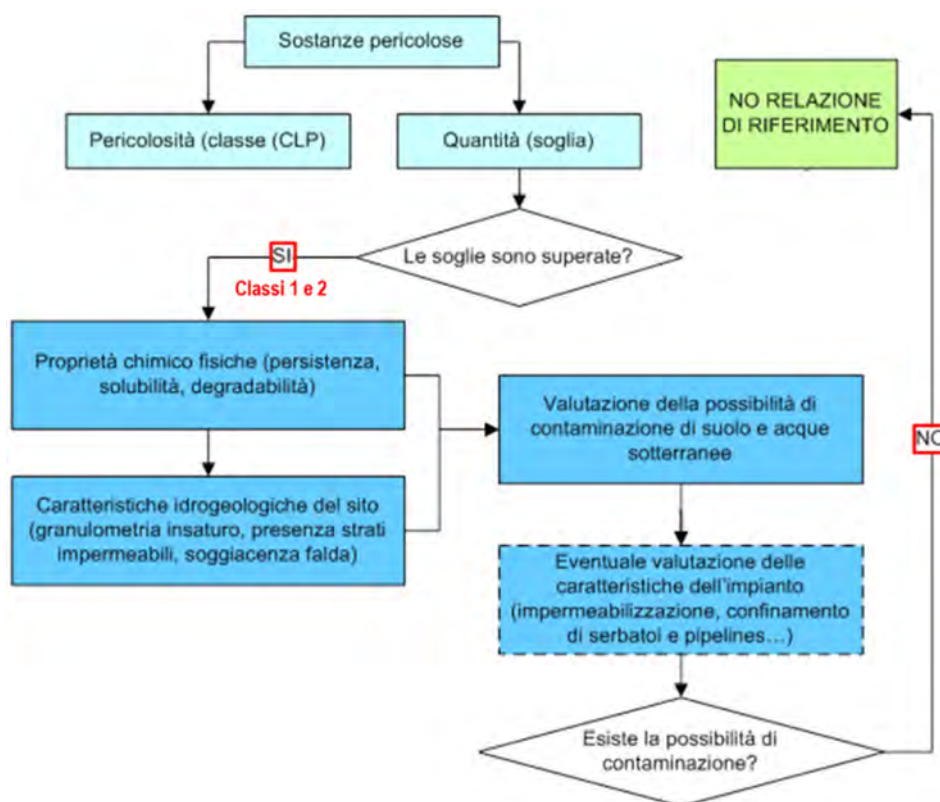 Sostanze pericolose
Pericolosità (classe (CLP)
Quantità (soglia)
NO RELAZIONE
DI RIFERIMENTO
Le soglie sono superate?
SI
Classi 1 e 2
Proprietà chimico fisiche (persistenza,
solubilità, degradabilità)
Valutazione della possibilità di
contaminazione di suolo e acque
sotterranee
NO
Caratteristiche idrogeologiche del sito
(granulometria insaturo, presenza strati
impermeabili, soggiacenza falda)
Eventuale valutazione delle
caratteristiche dell'impianto
(impermeabilizzazione, confinamento
di serbatoi e pipelines…)
Esiste la possibilità di
contaminazione?